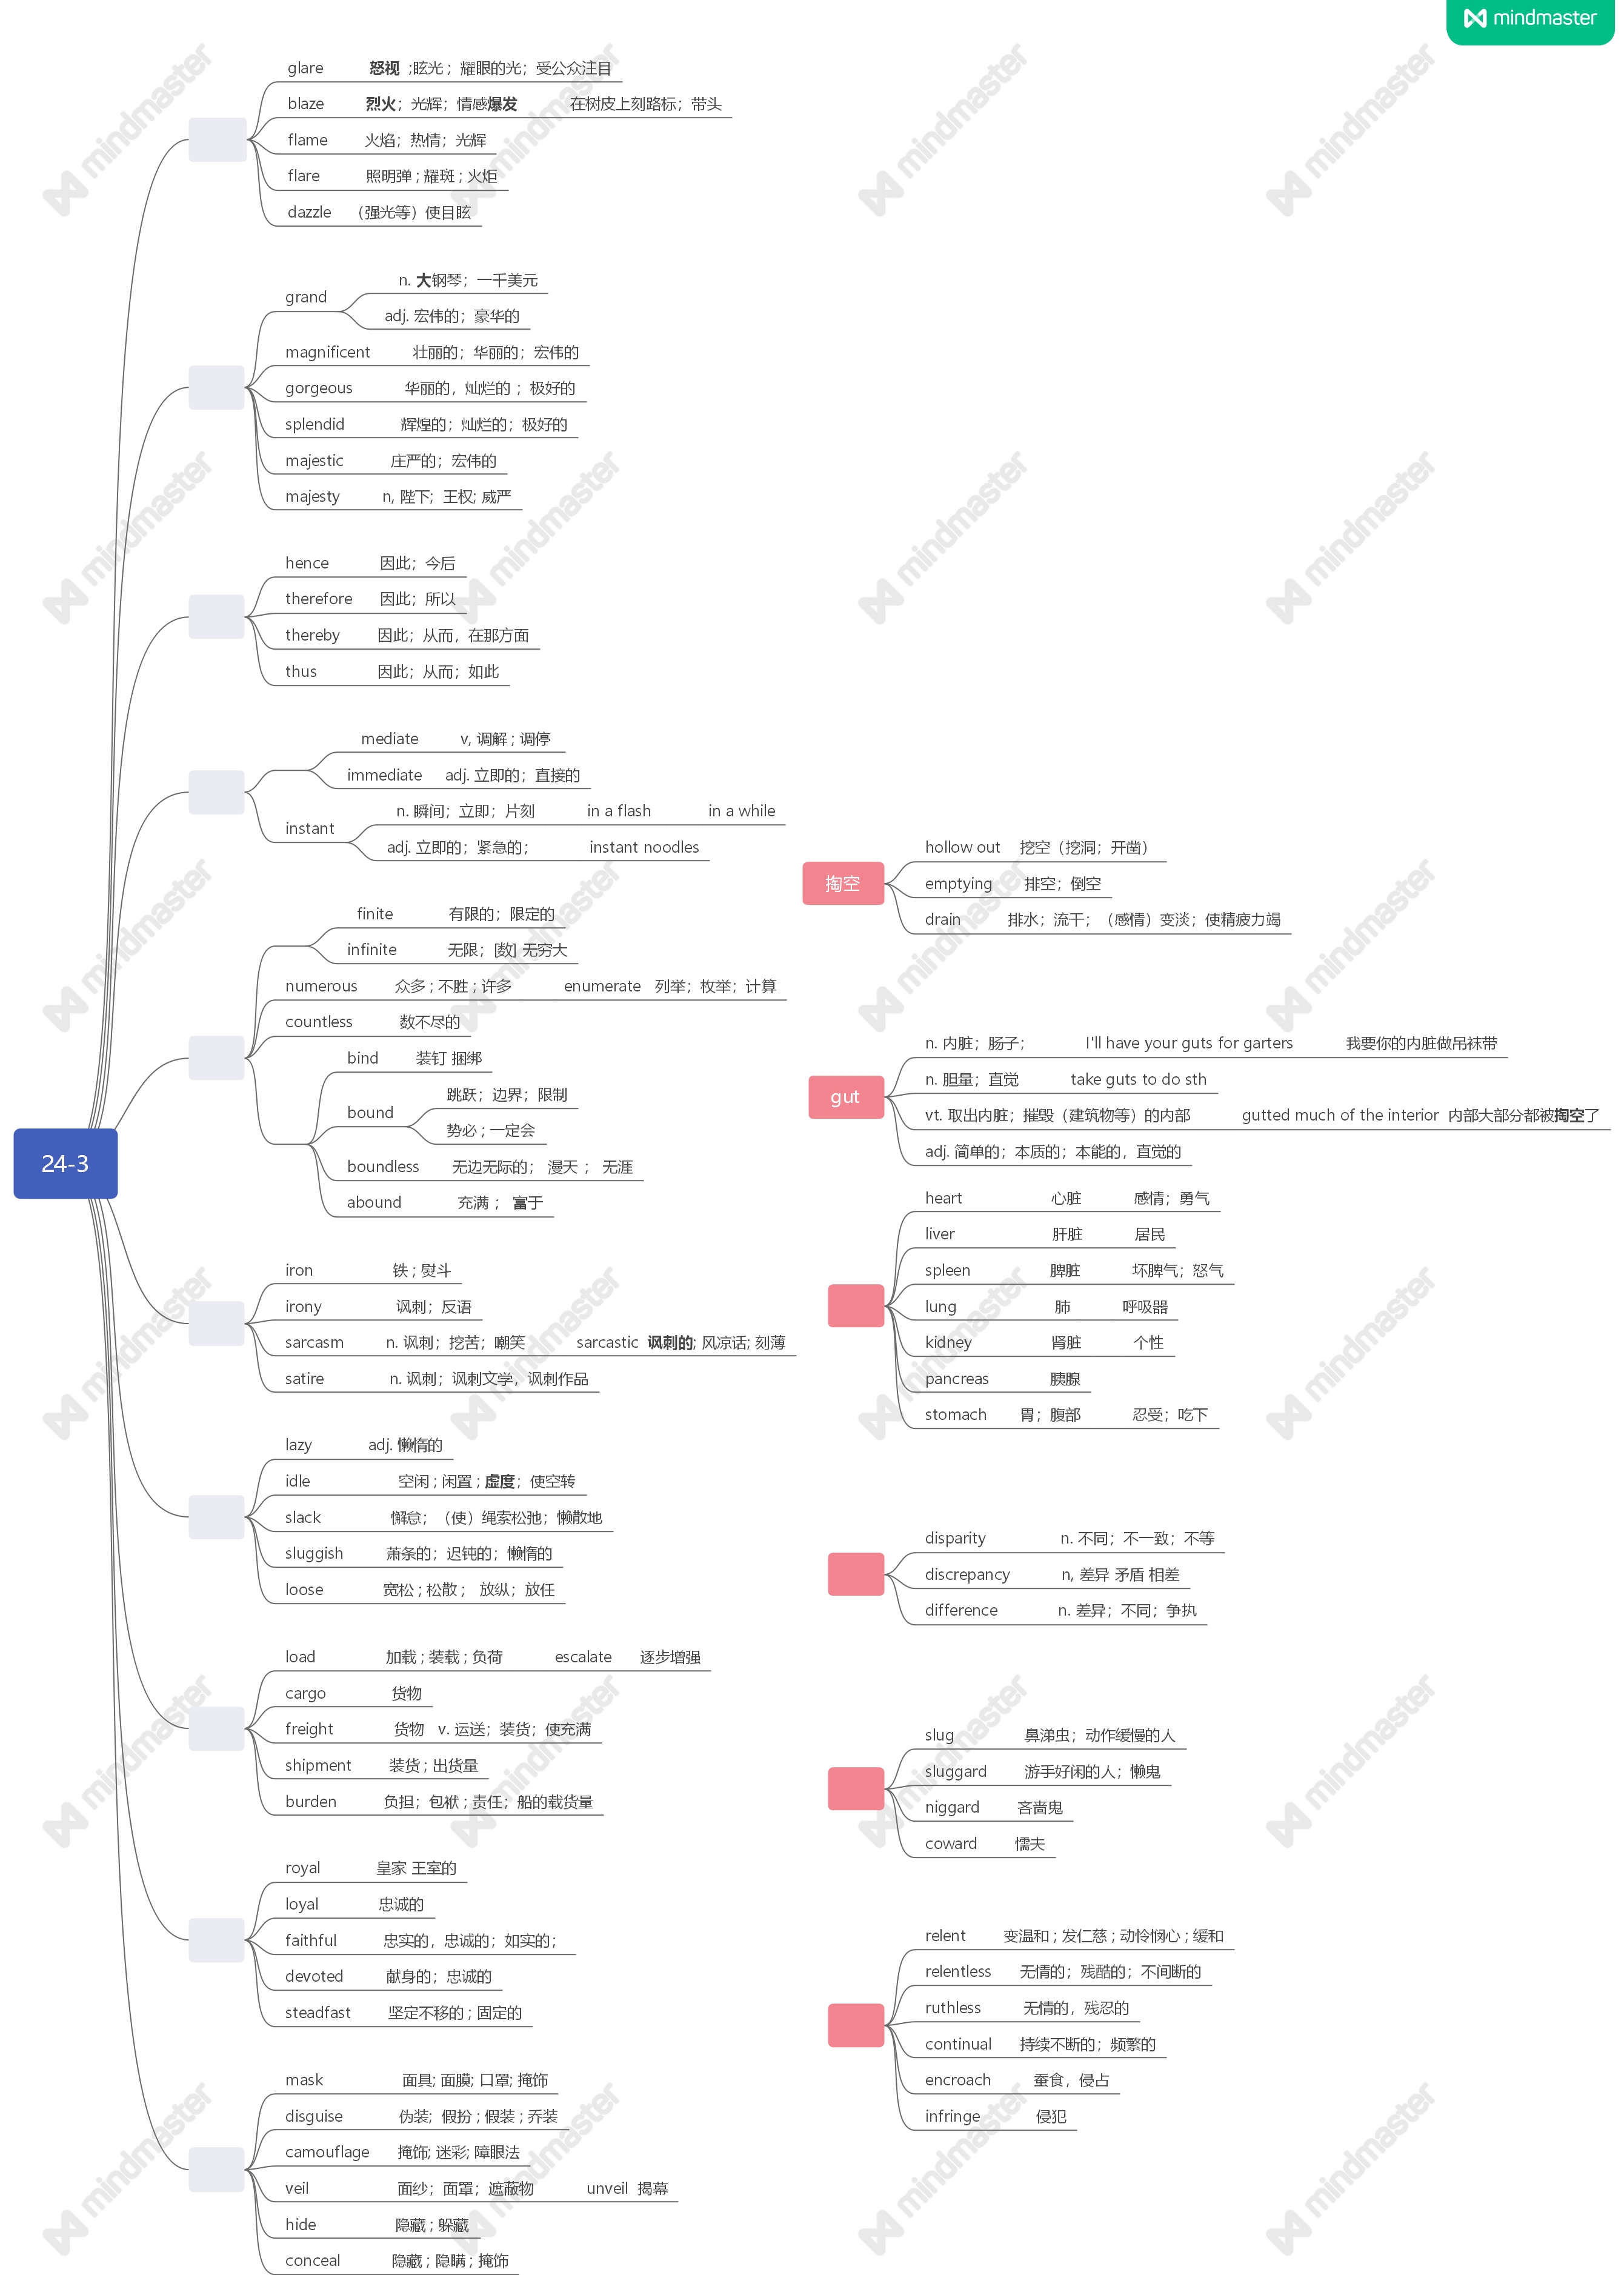 mindmaster
24-3
glare 怒视 ;眩光 ; 耀眼的光；受公众注目
blaze 烈火；光辉；情感爆发 在树皮上刻路标；带头
flame 火焰；热情；光辉
flare 照明弹 ; 耀斑 ; 火炬
dazzle （强光等）使目眩
grand
n. 大钢琴；一千美元
adj. 宏伟的；豪华的
magnificent 壮丽的；华丽的；宏伟的
gorgeous 华丽的，灿烂的 ；极好的
splendid 辉煌的；灿烂的；极好的
majestic 庄严的；宏伟的
majesty n, 陛下；王权; 威严
hence 因此；今后
therefore 因此；所以
thereby 因此；从而，在那方面
thus 因此；从而；如此
mediate v, 调解 ; 调停
immediate adj. 立即的；直接的
instant
n. 瞬间；立即；片刻 in a flash in a while
adj. 立即的；紧急的； instant noodles
finite 有限的；限定的
infinite 无限；[数] 无穷大
numerous 众多 ; 不胜 ; 许多 enumerate 列举；枚举；计算
countless 数不尽的
bind 装钉 捆绑
bound
跳跃；边界；限制
势必 ; 一定会
boundless 无边无际的； 漫天 ； 无涯
abound 充满 ； 富于
iron 铁 ; 熨斗
irony 讽刺；反语
sarcasm n. 讽刺；挖苦；嘲笑 sarcastic 讽刺的; 风凉话; 刻薄
satire n. 讽刺；讽刺文学，讽刺作品
lazy adj. 懒惰的
idle 空闲 ; 闲置 ; 虚度；使空转
slack 懈怠；（使）绳索松弛；懒散地
sluggish 萧条的；迟钝的；懒惰的
loose 宽松 ; 松散 ； 放纵；放任
load 加载 ; 装载 ; 负荷 escalate 逐步增强
cargo 货物
freight 货物 v. 运送；装货；使充满
shipment 装货 ; 出货量
burden 负担；包袱 ; 责任；船的载货量
royal 皇家 王室的
loyal 忠诚的
faithful 忠实的，忠诚的；如实的；
devoted 献身的；忠诚的
steadfast 坚定不移的 ; 固定的
mask 面具; 面膜; 口罩; 掩饰
disguise 伪装; 假扮 ; 假装 ; 乔装
camouflage 掩饰; 迷彩; 障眼法
veil 面纱；面罩；遮蔽物 unveil 揭幕
hide 隐藏 ; 躲藏
conceal 隐藏 ; 隐瞒 ; 掩饰
掏空
hollow out 挖空（挖洞；开凿）
emptying 排空；倒空
drain 排水；流干；（感情）变淡；使精疲力竭
gut
n. 内脏；肠子； I'll have your guts for garters 我要你的内脏做吊袜带
n. 胆量；直觉 take guts to do sth
vt. 取出内脏；摧毁（建筑物等）的内部 gutted much of the interior 内部大部分都被掏空了
adj. 简单的；本质的；本能的，直觉的
heart 心脏 感情；勇气
liver 肝脏 居民
spleen 脾脏 坏脾气；怒气
lung 肺 呼吸器
kidney 肾脏 个性
pancreas 胰腺
stomach 胃；腹部 忍受；吃下
disparity n. 不同；不一致；不等
discrepancy n, 差异 矛盾 相差
difference n. 差异；不同；争执
slug 鼻涕虫；动作缓慢的人
sluggard 游手好闲的人；懒鬼
niggard 吝啬鬼
coward 懦夫
relent 变温和 ; 发仁慈 ; 动怜悯心 ; 缓和
relentless 无情的；残酷的；不间断的
ruthless 无情的，残忍的
continual 持续不断的；频繁的
encroach 蚕食，侵占
infringe 侵犯